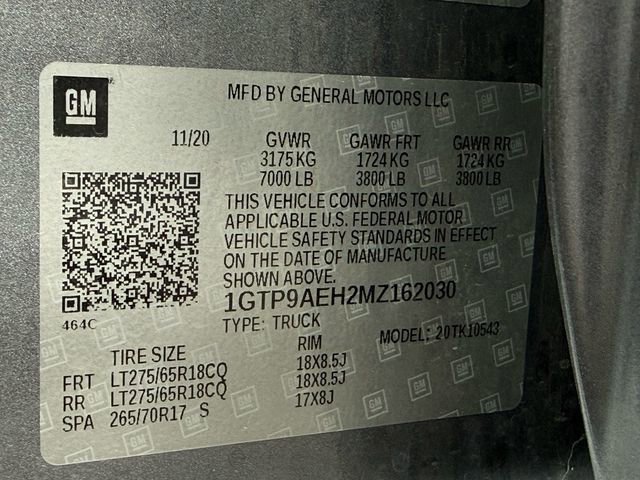 GM
MFD BY GENERAL MOTORS LLC
11/20 GVWR GAWR FRT GAWR RR
3175 KG 1724 KG 1724 KG
7000 LB 3800 LB 3800 LB
THIS VEHICLE CONFORMS TO ALL
APPLICABLE U.S. FEDERAL MOTOR
VEHICLE SAFETY STANDARDS IN EFFECT
ON THE DATE OF MANUFACTURE
SHOWN ABOVE.
1GTP9AEH2MZ162030
464C
TYPE: TRUCK MODEL: 20TK10543
TIRE SIZE RIM
FRT LT275/65R18CQ 18X8.5J
RR LT275/65R18CQ 18X8.5J
SPA 265/70R17 S 17X8J